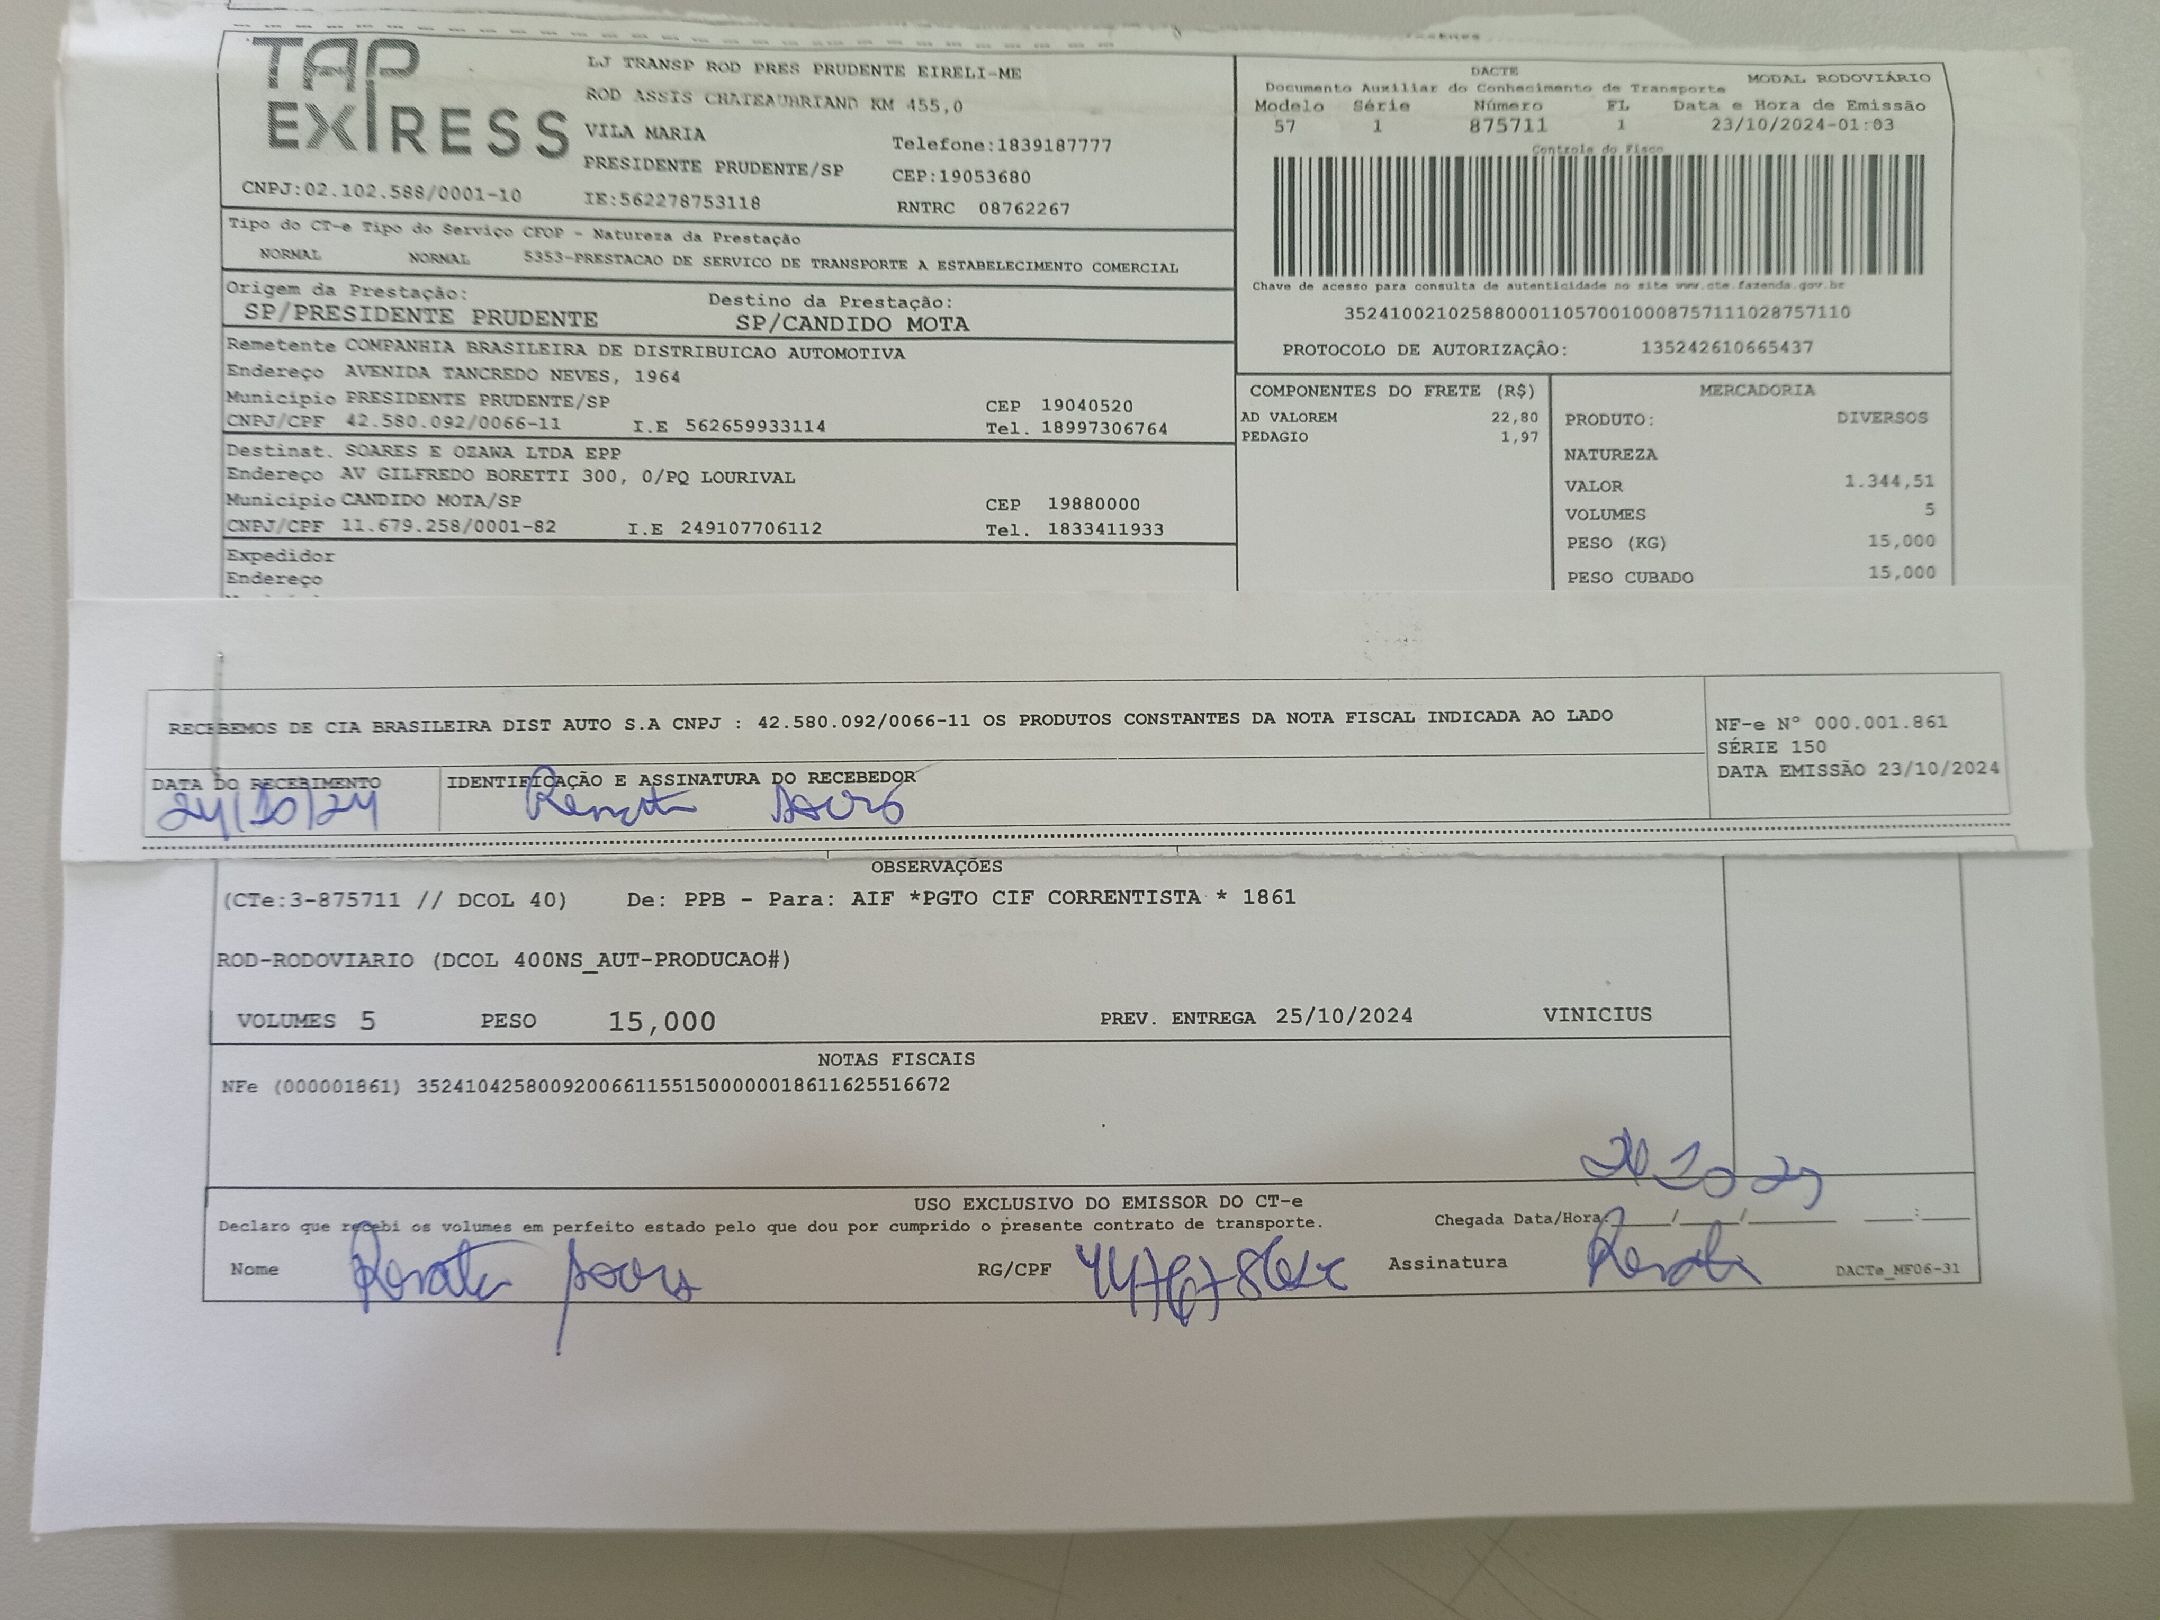 TAP
EXPRESS
LJ TRANSP ROD PRES PRUDENTE EIRELI-ME
ROD ASSIS CHATEAUBRIAND KM 455,0
VILA MARIA
Telefone:1839187777
PRESIDENTE PRUDENTE/SP
CEP:19053680
CNPJ:02.102.588/0001-10
IE:562278753118
RNTRC 08762267
DACTE
MODAL RODOVIÁRIO
Documento Auxiliar do Conhecimento de Transporte
Modelo Série Número FL Data e Hora de Emissão
57 1 875711 1 23/10/2024-01:03
Controle do Fisco
Chave de acesso para consulta de autenticidade no site www.cte.fazenda.gov.br
35241002102588000110570010008757111028757110
PROTOCOLO DE AUTORIZAÇÃO: 135242610665437
Tipo do CT-e Tipo do Serviço CFOP - Natureza da Prestação
NORMAL NORMAL 5353-PRESTACAO DE SERVICO DE TRANSPORTE A ESTABELECIMENTO COMERCIAL
Origem da Prestação: Destino da Prestação:
SP/PRESIDENTE PRUDENTE SP/CANDIDO MOTA
Remetente COMPANHIA BRASILEIRA DE DISTRIBUICAO AUTOMOTIVA
Endereço AVENIDA TANCREDO NEVES, 1964
Município PRESIDENTE PRUDENTE/SP CEP 19040520
CNPJ/CPF 42.580.092/0066-11 I.E 562659933114 Tel. 18997306764
Destinat. SOARES E OZAWA LTDA EPP
Endereço AV GILFREDO BORETTI 300, 0/PQ LOURIVAL
Município CANDIDO MOTA/SP CEP 19880000
CNPJ/CPF 11.679.258/0001-82 I.E 249107706112 Tel. 1833411933
Expedidor
Endereço
COMPONENTES DO FRETE (R$)
AD VALOREM 22,80
PEDAGIO 1,97
MERCADORIA
PRODUTO: DIVERSOS
NATUREZA
VALOR 1.344,51
VOLUMES 5
PESO (KG) 15,000
PESO CUBADO 15,000
RECEBEMOS DE CIA BRASILEIRA DIST AUTO S.A CNPJ : 42.580.092/0066-11 OS PRODUTOS CONSTANTES DA NOTA FISCAL INDICADA AO LADO
NF-e N° 000.001.861
SÉRIE 150
DATA EMISSÃO 23/10/2024
DATA DO RECEBIMENTO IDENTIFICAÇÃO E ASSINATURA DO RECEBEDOR
24/10/24 Renata
OBSERVAÇÕES
(CTe:3-875711 // DCOL 40) De: PPB - Para: AIF *PGTO CIF CORRENTISTA * 1861
ROD-RODOVIARIO (DCOL 400NS_AUT-PRODUCAO#)
VOLUMES 5 PESO 15,000 PREV. ENTREGA 25/10/2024 VINICIUS
NOTAS FISCAIS
NFe (000001861) 35241042580092006611551500000018611625516672
USO EXCLUSIVO DO EMISSOR DO CT-e
Declaro que recebi os volumes em perfeito estado pelo que dou por cumprido o presente contrato de transporte.
Chegada Data/Hora: ____/____/______ ____:____
Nome Renata RG/CPF Assinatura Renata
DACTe_MF06-31